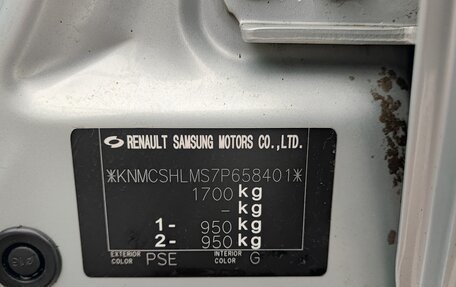 RENAULT SAMSUNG MOTORS CO.,LTD.
*KNMCSHLMS7P658401*
1700 kg
- kg
1- 950 kg
2- 950 kg
EXTERIOR COLOR PSE INTERIOR COLOR G